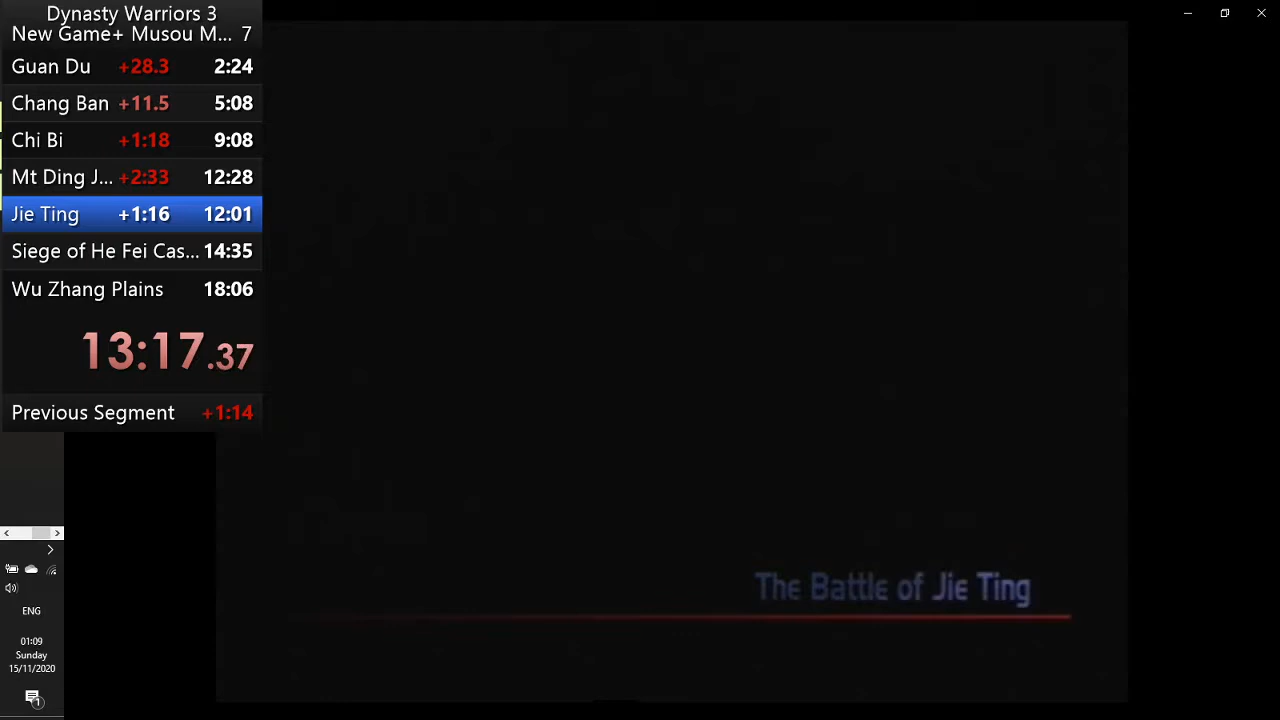 Dynasty Warriors 3
New Game+ Musou M... 7
Guan Du +28.3 2:24
Chang Ban +11.5 5:08
Chi Bi +1:18 9:08
Mt Ding J... +2:33 12:28
Jie Ting +1:16 12:01
Siege of He Fei Cas... 14:35
Wu Zhang Plains 18:06
13:17.37
Previous Segment +1:14
The Battle of Jie Ting
ENG
01:09
Sunday
15/11/2020
1